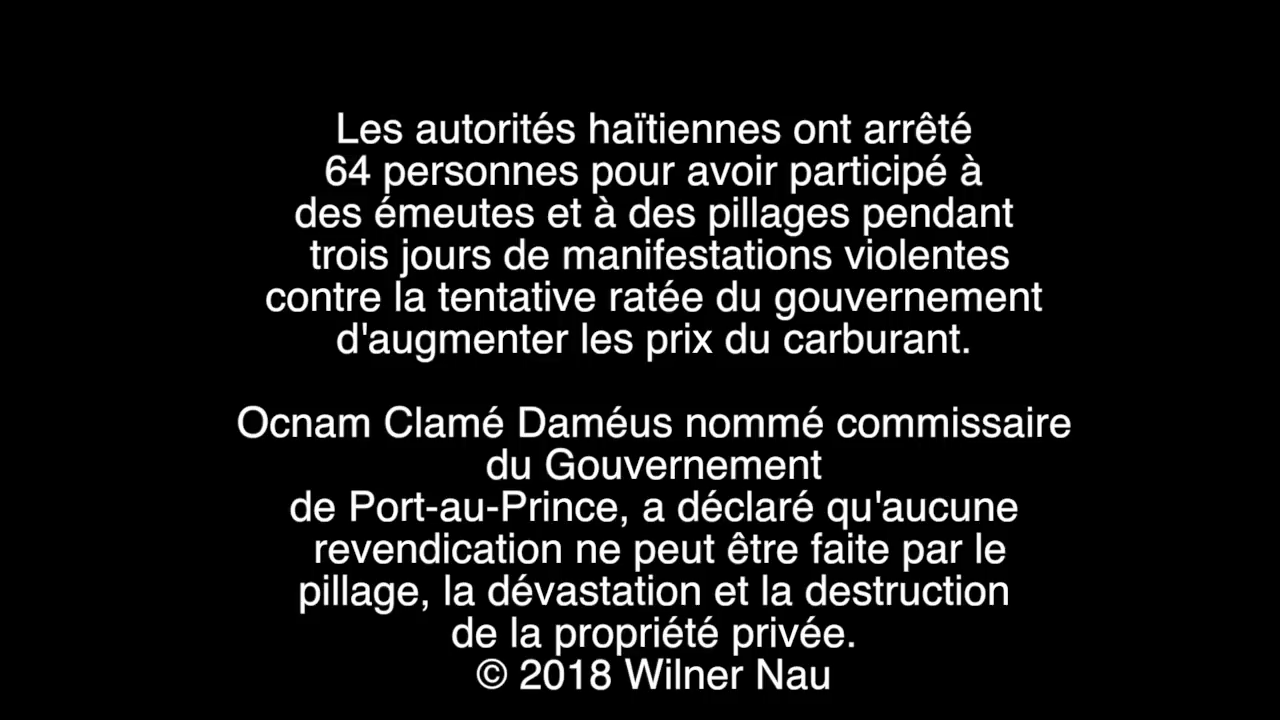 Les autorités haïtiennes ont arrêté
64 personnes pour avoir participé à
des émeutes et à des pillages pendant
trois jours de manifestations violentes
contre la tentative ratée du gouvernement
d'augmenter les prix du carburant.
Ocnam Clamé Daméus nommé commissaire
du Gouvernement
de Port-au-Prince, a déclaré qu'aucune
revendication ne peut être faite par le
pillage, la dévastation et la destruction
de la propriété privée.
© 2018 Wilner Nau